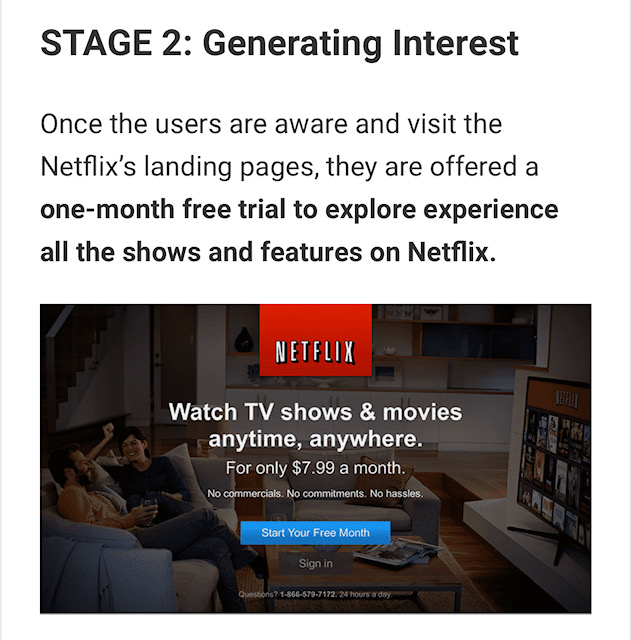 STAGE 2: Generating Interest
Once the users are aware and visit the
Netflix’s landing pages, they are offered a
one-month free trial to explore experience
all the shows and features on Netflix.
NETFLIX
Watch TV shows & movies
anytime, anywhere.
For only $7.99 a month.
No commercials. No commitments. No hassles.
NETFLIX
Start Your Free Month
Sign in
Questions? 1-866-579-7172. 24 hours a day